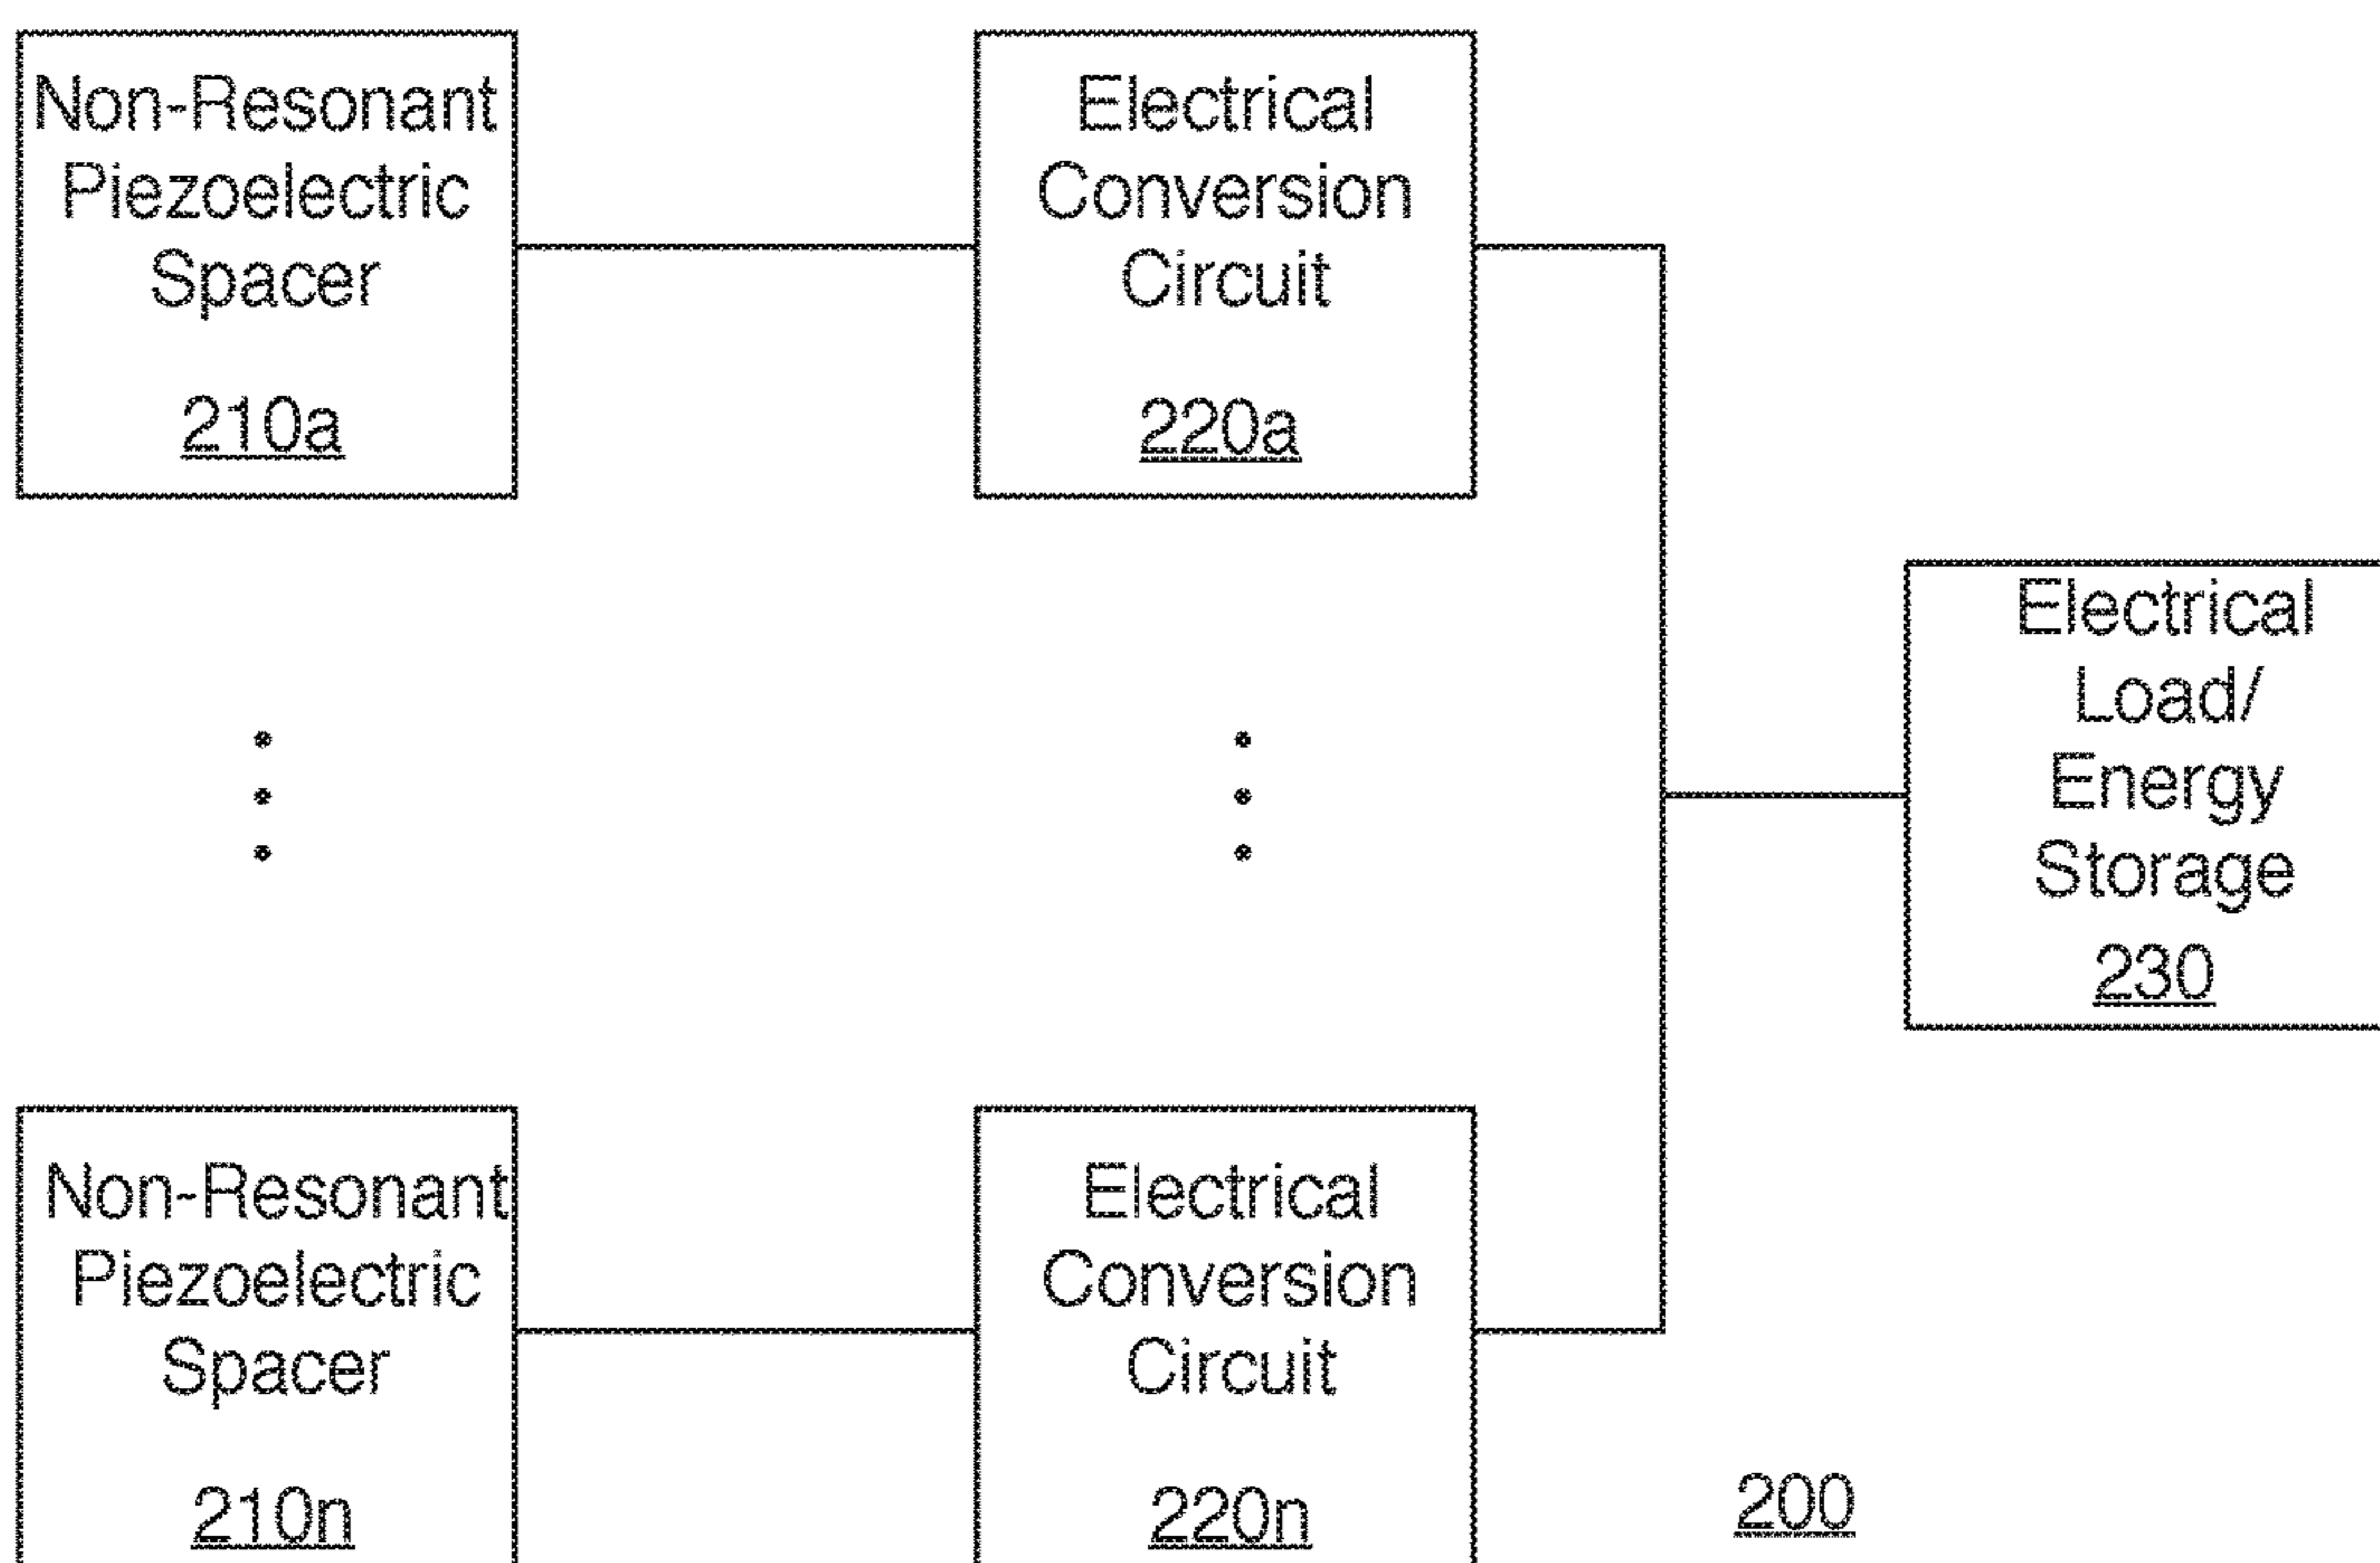 Non-Resonant
Piezoelectric
Spacer
210a
Electrical
Conversion
Circuit
220a
Electrical
Load/
Energy
Storage
230
Non-Resonant
Piezoelectric
Spacer
210n
Electrical
Conversion
Circuit
220n
200